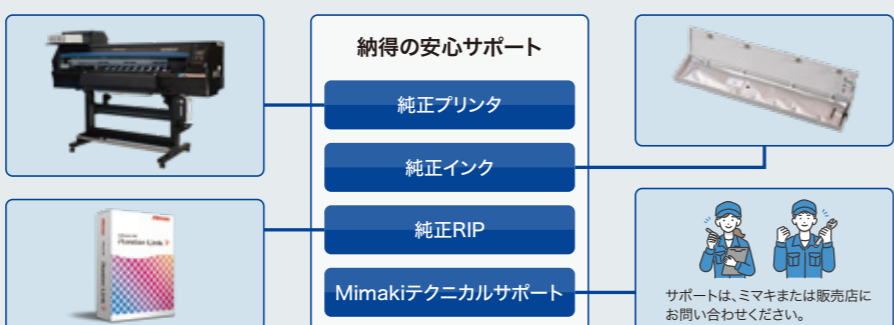 納得の安心サポート
純正プリンタ
純正インク
純正RIP
Mimakiテクニカルサポート
サポートは、ミマキまたは販売店に
お問い合わせください。